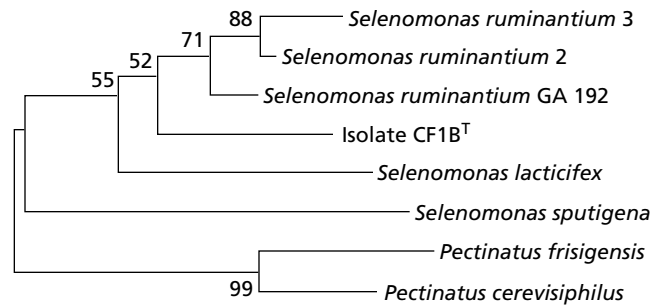 88
Selenomonas ruminantium 3
71
Selenomonas ruminantium 2
52
55
Selenomonas ruminantium GA 192
Isolate CF1Bᵀ
Selenomonas lacticifex
Selenomonas sputigena
Pectinatus frisigensis
99
Pectinatus cerevisiphilus